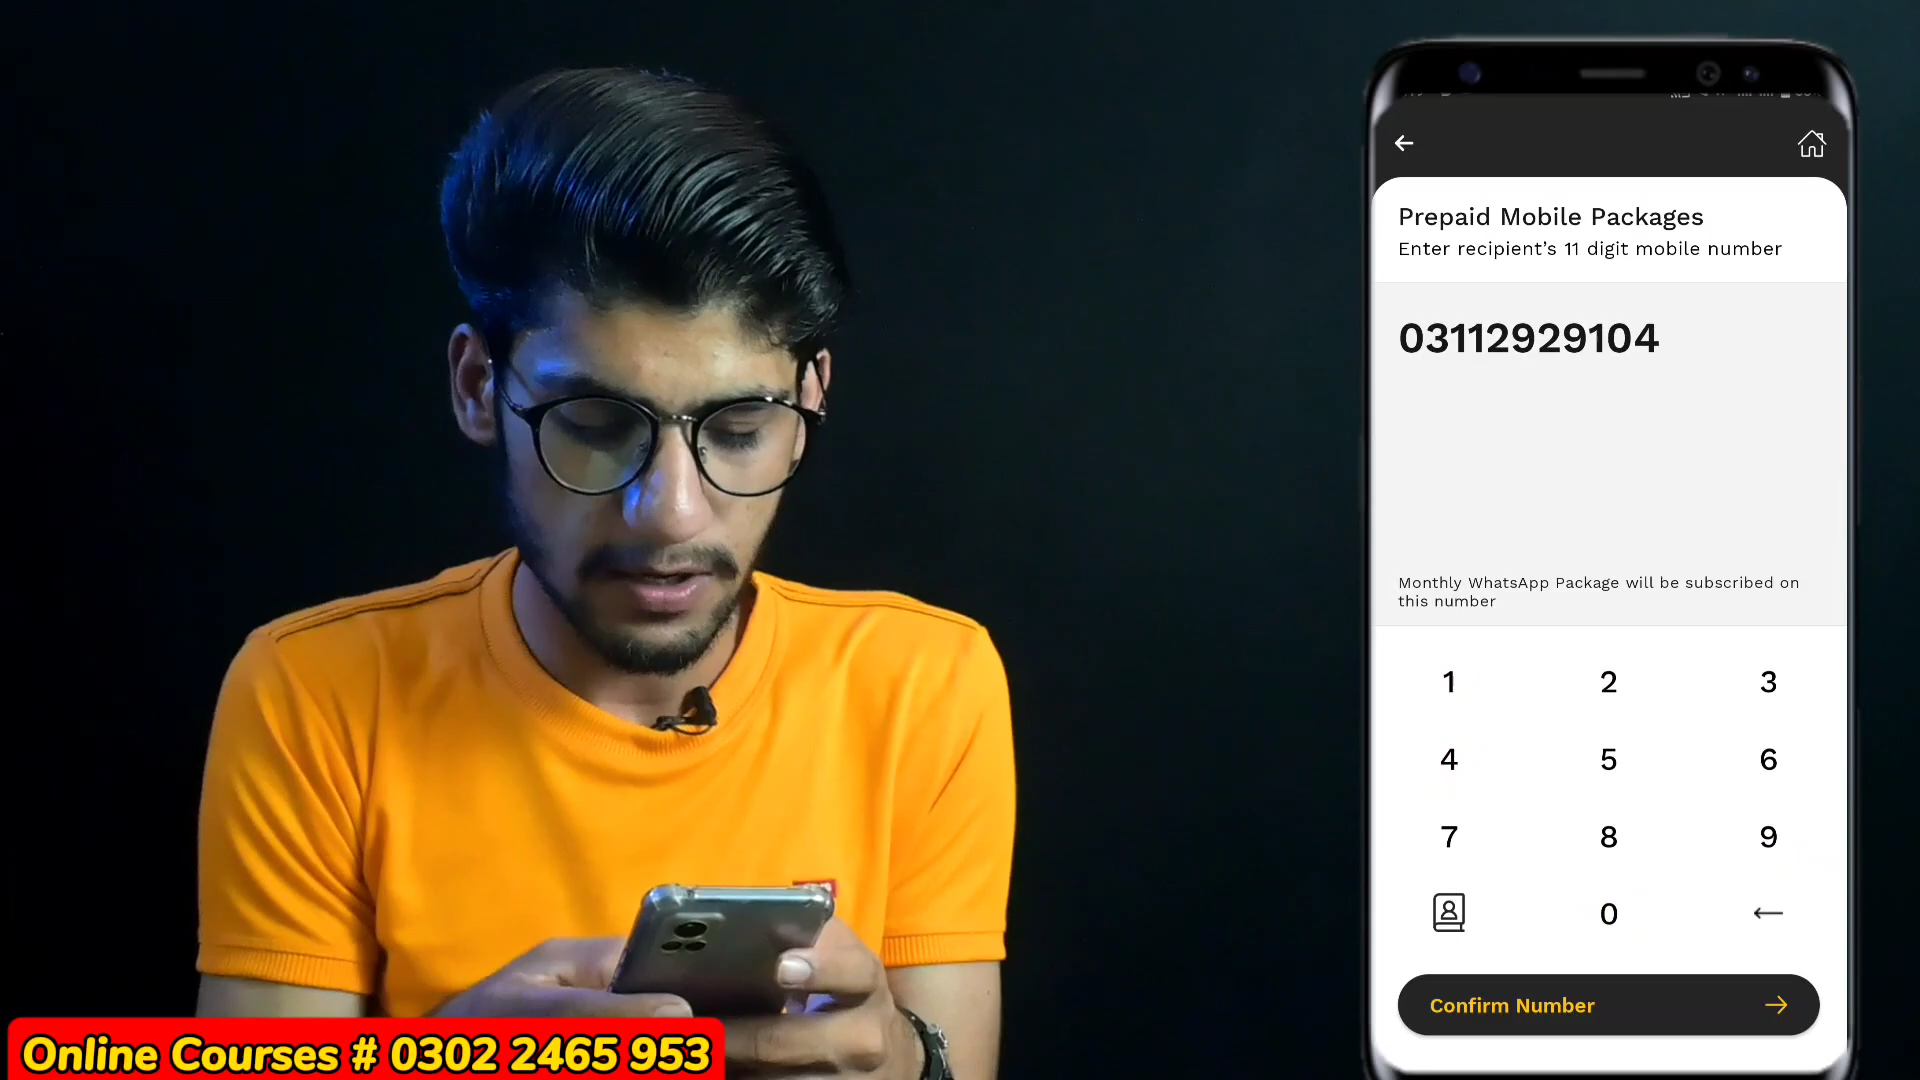 Prepaid Mobile Packages
Enter recipient’s 11 digit mobile number
03112929104
Monthly WhatsApp Package will be subscribed on
this number
1 2 3
4 5 6
7 8 9
0
Confirm Number
Online Courses # 0302 2465 953